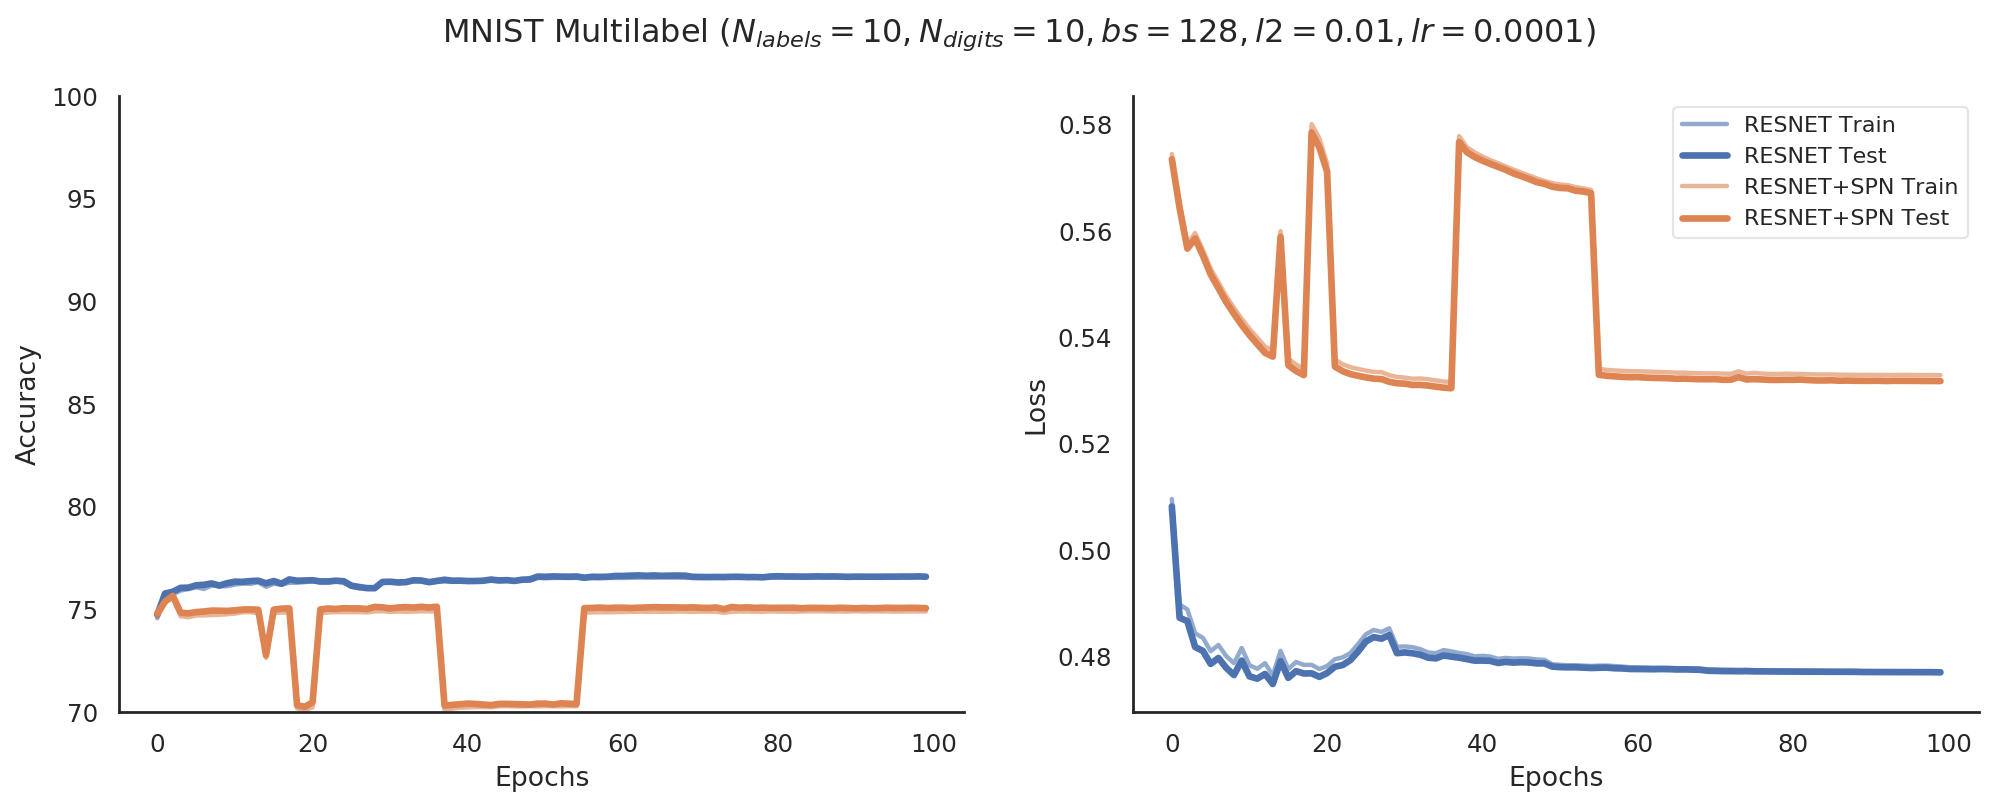 MNIST Multilabel (N_labels = 10, N_digits = 10, bs = 128, l2 = 0.01, lr = 0.0001)
100
95
90
85
80
75
70
Accuracy
0 20 40 60 80 100
Epochs
0.58
0.56
0.54
0.52
0.50
0.48
Loss
0 20 40 60 80 100
Epochs
RESNET Train
RESNET Test
RESNET+SPN Train
RESNET+SPN Test